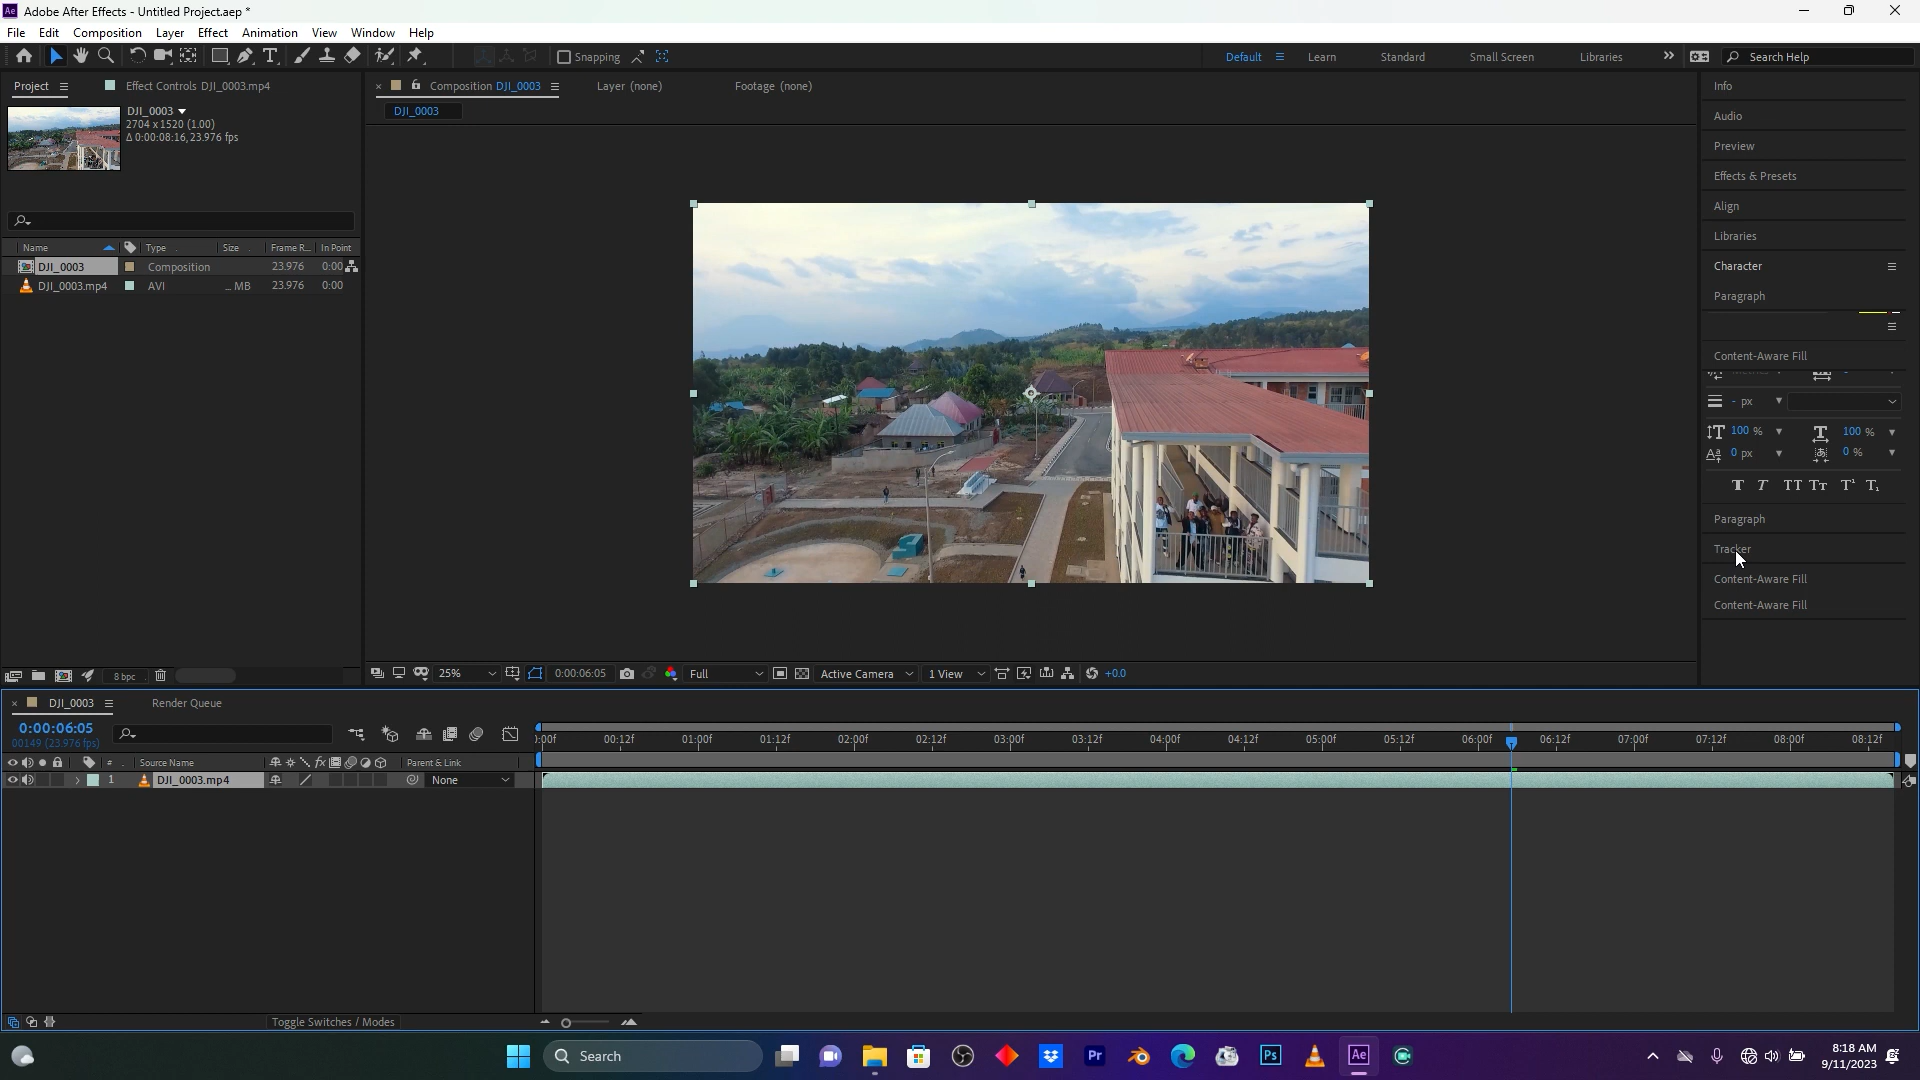 Adobe After Effects - Untitled Project.aep *
File Edit Composition Layer Effect Animation View Window Help
Snapping Default Learn Standard Small Screen Libraries Search Help
Project Effect Controls DJI_0003.mp4
Composition DJI_0003 Layer (none) Footage (none)
DJI_0003
DJI_0003
2704 x 1520 (1.00)
Δ 0:00:08:16, 23.976 fps
Name Type Size Frame R... In Point
DJI_0003 Composition 23.976 0:00
DJI_0003.mp4 AVI ... MB 23.976 0:00
8 bpc
25% 0:00:06:05 Full Active Camera 1 View +0.0
Info
Audio
Preview
Effects & Presets
Align
Libraries
Character
Paragraph
Content-Aware Fill
- px
100 % 100 %
0 px 0 %
T T TT Tт T¹ T₁
Paragraph
Tracker
Content-Aware Fill
Content-Aware Fill
DJI_0003 Render Queue
0:00:06:05
00149 (23.976 fps)
:00f 00:12f 01:00f 01:12f 02:00f 02:12f 03:00f 03:12f 04:00f 04:12f 05:00f 05:12f 06:00f 06:12f 07:00f 07:12f 08:00f 08:12f
# Source Name fx Parent & Link
1 DJI_0003.mp4 None
Toggle Switches / Modes
Search Pr Ps Ae
8:18 AM
9/11/2023